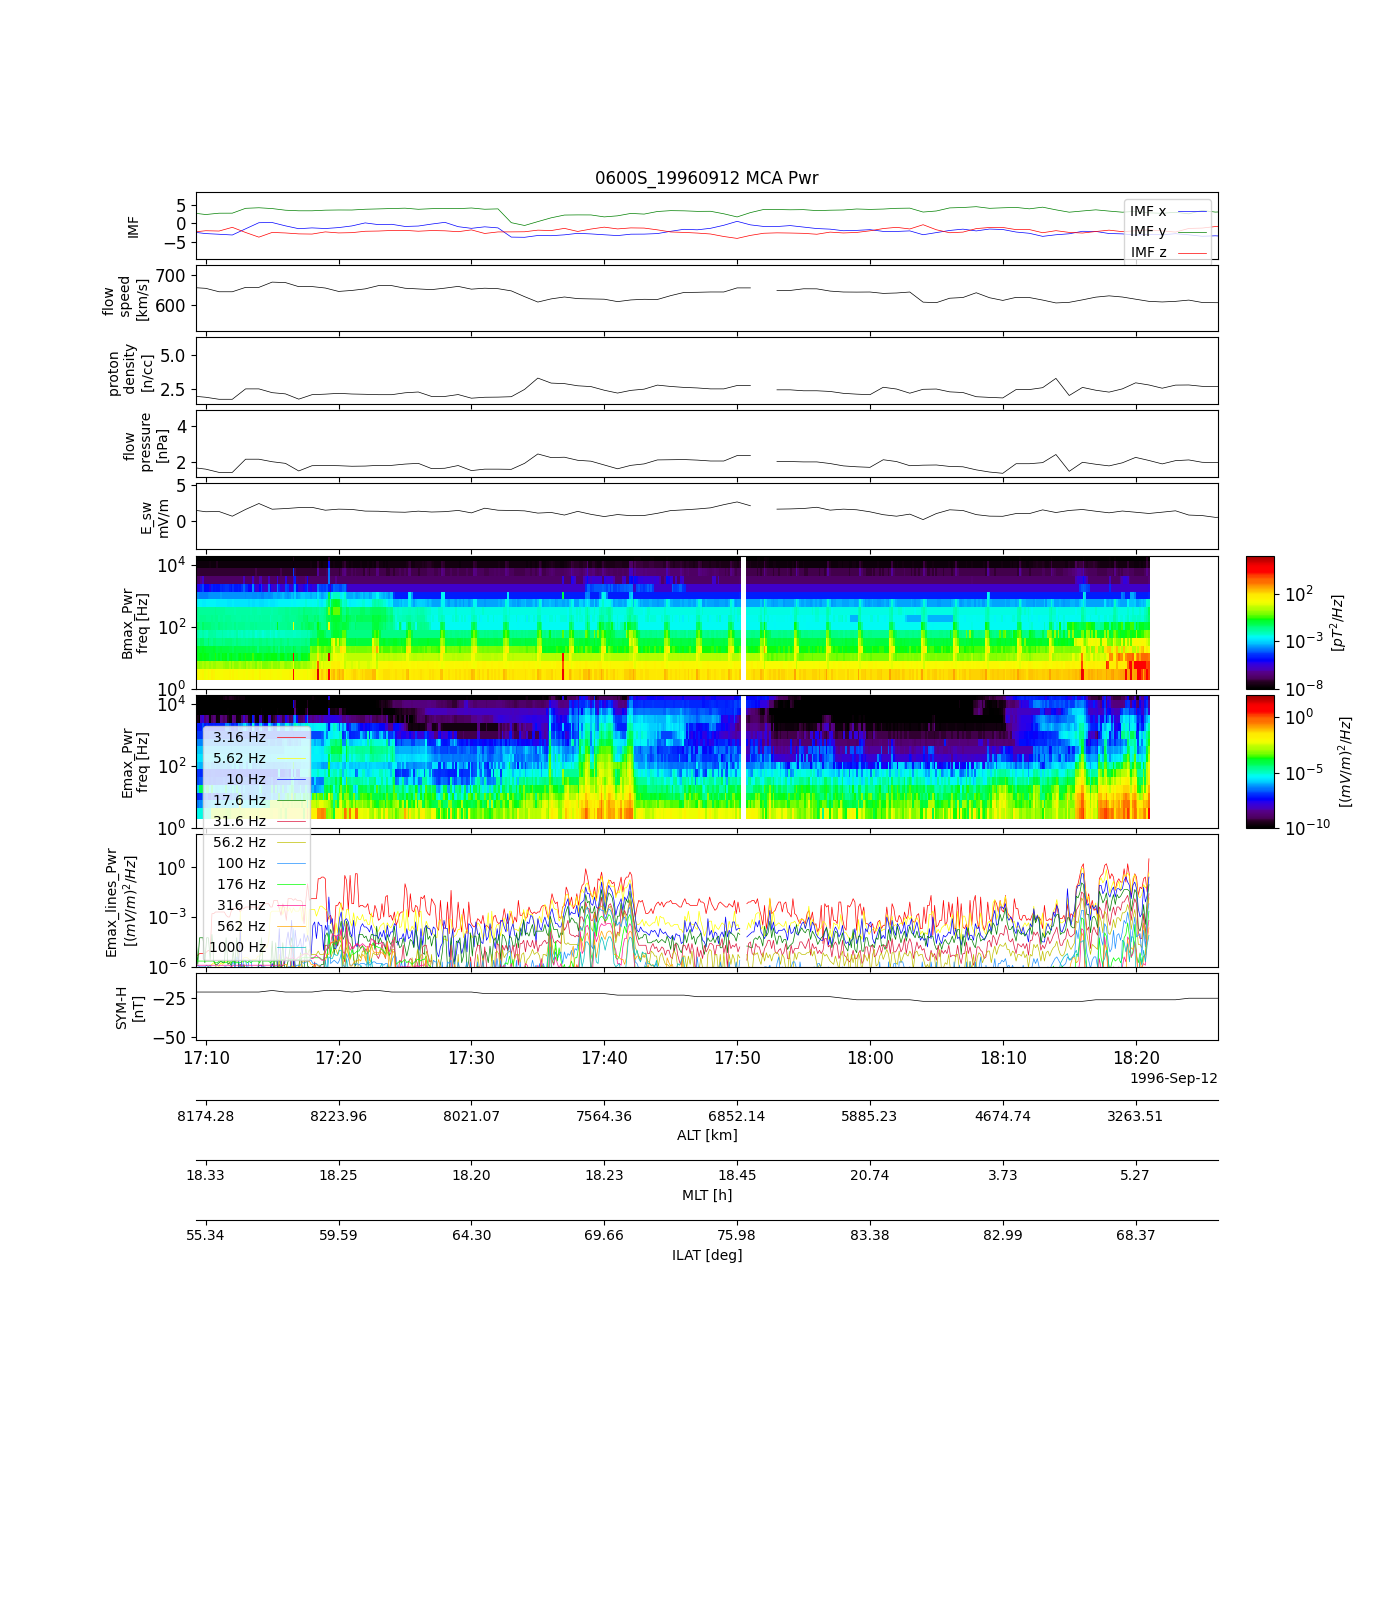 0600S_19960912 MCA Pwr
5
0
−5
IMF
IMF x
IMF y
IMF z
700
600
flow
speed
[km/s]
5.0
2.5
proton
density
[n/cc]
4
2
flow
pressure
[nPa]
5
0
E_sw
mV/m
10^4
10^2
10^0
Bmax_Pwr
freq [Hz]
10^2
10^−3
10^−8
[pT^2/Hz]
10^4
10^2
10^0
Emax_Pwr
freq [Hz]
10^0
10^−5
10^−10
[(mV/m)^2/Hz]
3.16 Hz
5.62 Hz
10 Hz
17.6 Hz
31.6 Hz
56.2 Hz
100 Hz
176 Hz
316 Hz
562 Hz
1000 Hz
10^0
10^−3
10^−6
Emax_lines_Pwr
[(mV/m)^2/Hz]
−25
−50
SYM-H
[nT]
17:10 17:20 17:30 17:40 17:50 18:00 18:10 18:20
1996-Sep-12
8174.28 8223.96 8021.07 7564.36 6852.14 5885.23 4674.74 3263.51
ALT [km]
18.33 18.25 18.20 18.23 18.45 20.74 3.73 5.27
MLT [h]
55.34 59.59 64.30 69.66 75.98 83.38 82.99 68.37
ILAT [deg]